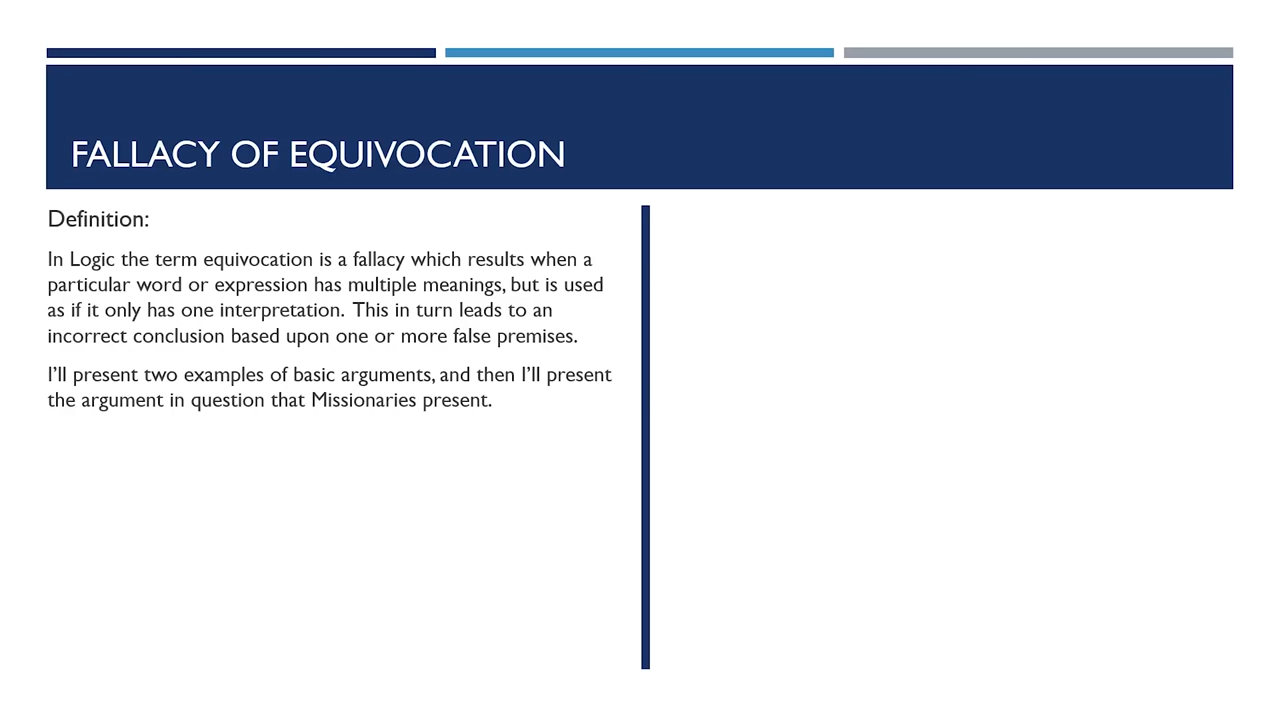 FALLACY OF EQUIVOCATION
Definition:
In Logic the term equivocation is a fallacy which results when a
particular word or expression has multiple meanings, but is used
as if it only has one interpretation. This in turn leads to an
incorrect conclusion based upon one or more false premises.
I'll present two examples of basic arguments, and then I'll present
the argument in question that Missionaries present.